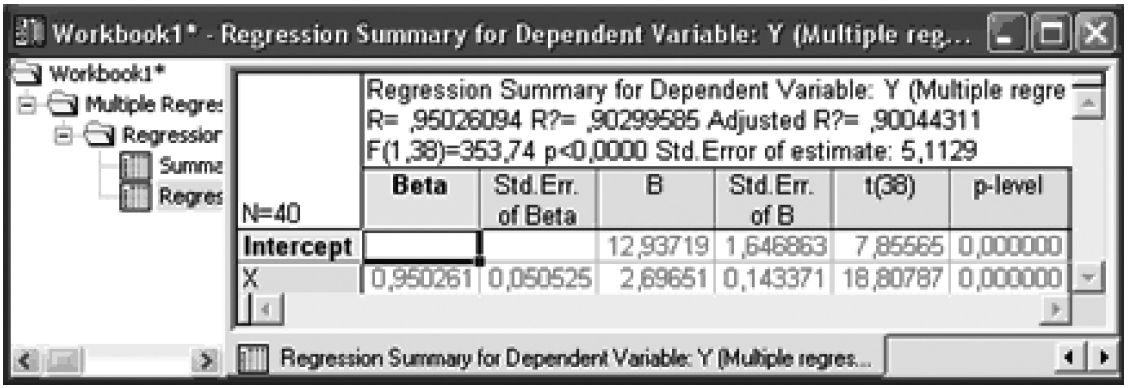 Workbook1* - Regression Summary for Dependent Variable: Y (Multiple reg...
Workbook1*
Multiple Regres
Regression
Summa
Regres
Regression Summary for Dependent Variable: Y (Multiple regre
R= ,95026094 R?= ,90299585 Adjusted R?= ,90044311
F(1,38)=353,74 p<0,0000 Std.Error of estimate: 5,1129
N=40 Beta Std.Err. of Beta B Std.Err. of B t(38) p-level
Intercept 12,93719 1,646863 7,85565 0,000000
X 0,950261 0,050525 2,69651 0,143371 18,80787 0,000000
Regression Summary for Dependent Variable: Y (Multiple regres...